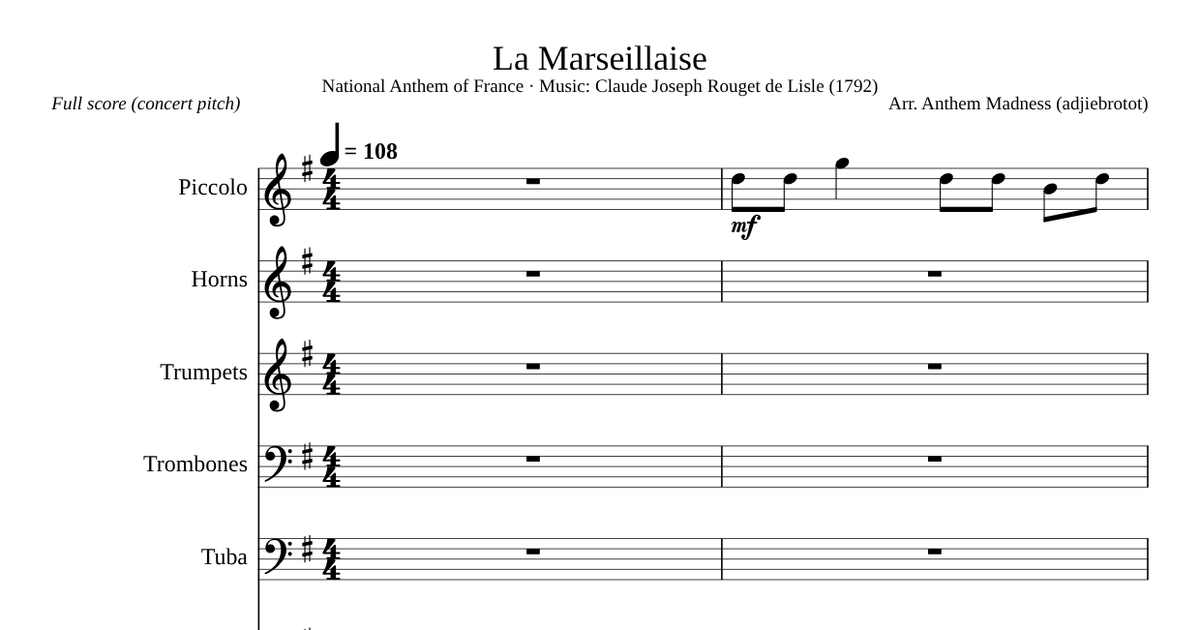 La Marseillaise
National Anthem of France · Music: Claude Joseph Rouget de Lisle (1792)
Full score (concert pitch)
Arr. Anthem Madness (adjiebrotot)
= 108
Piccolo
mf
Horns
Trumpets
Trombones
Tuba